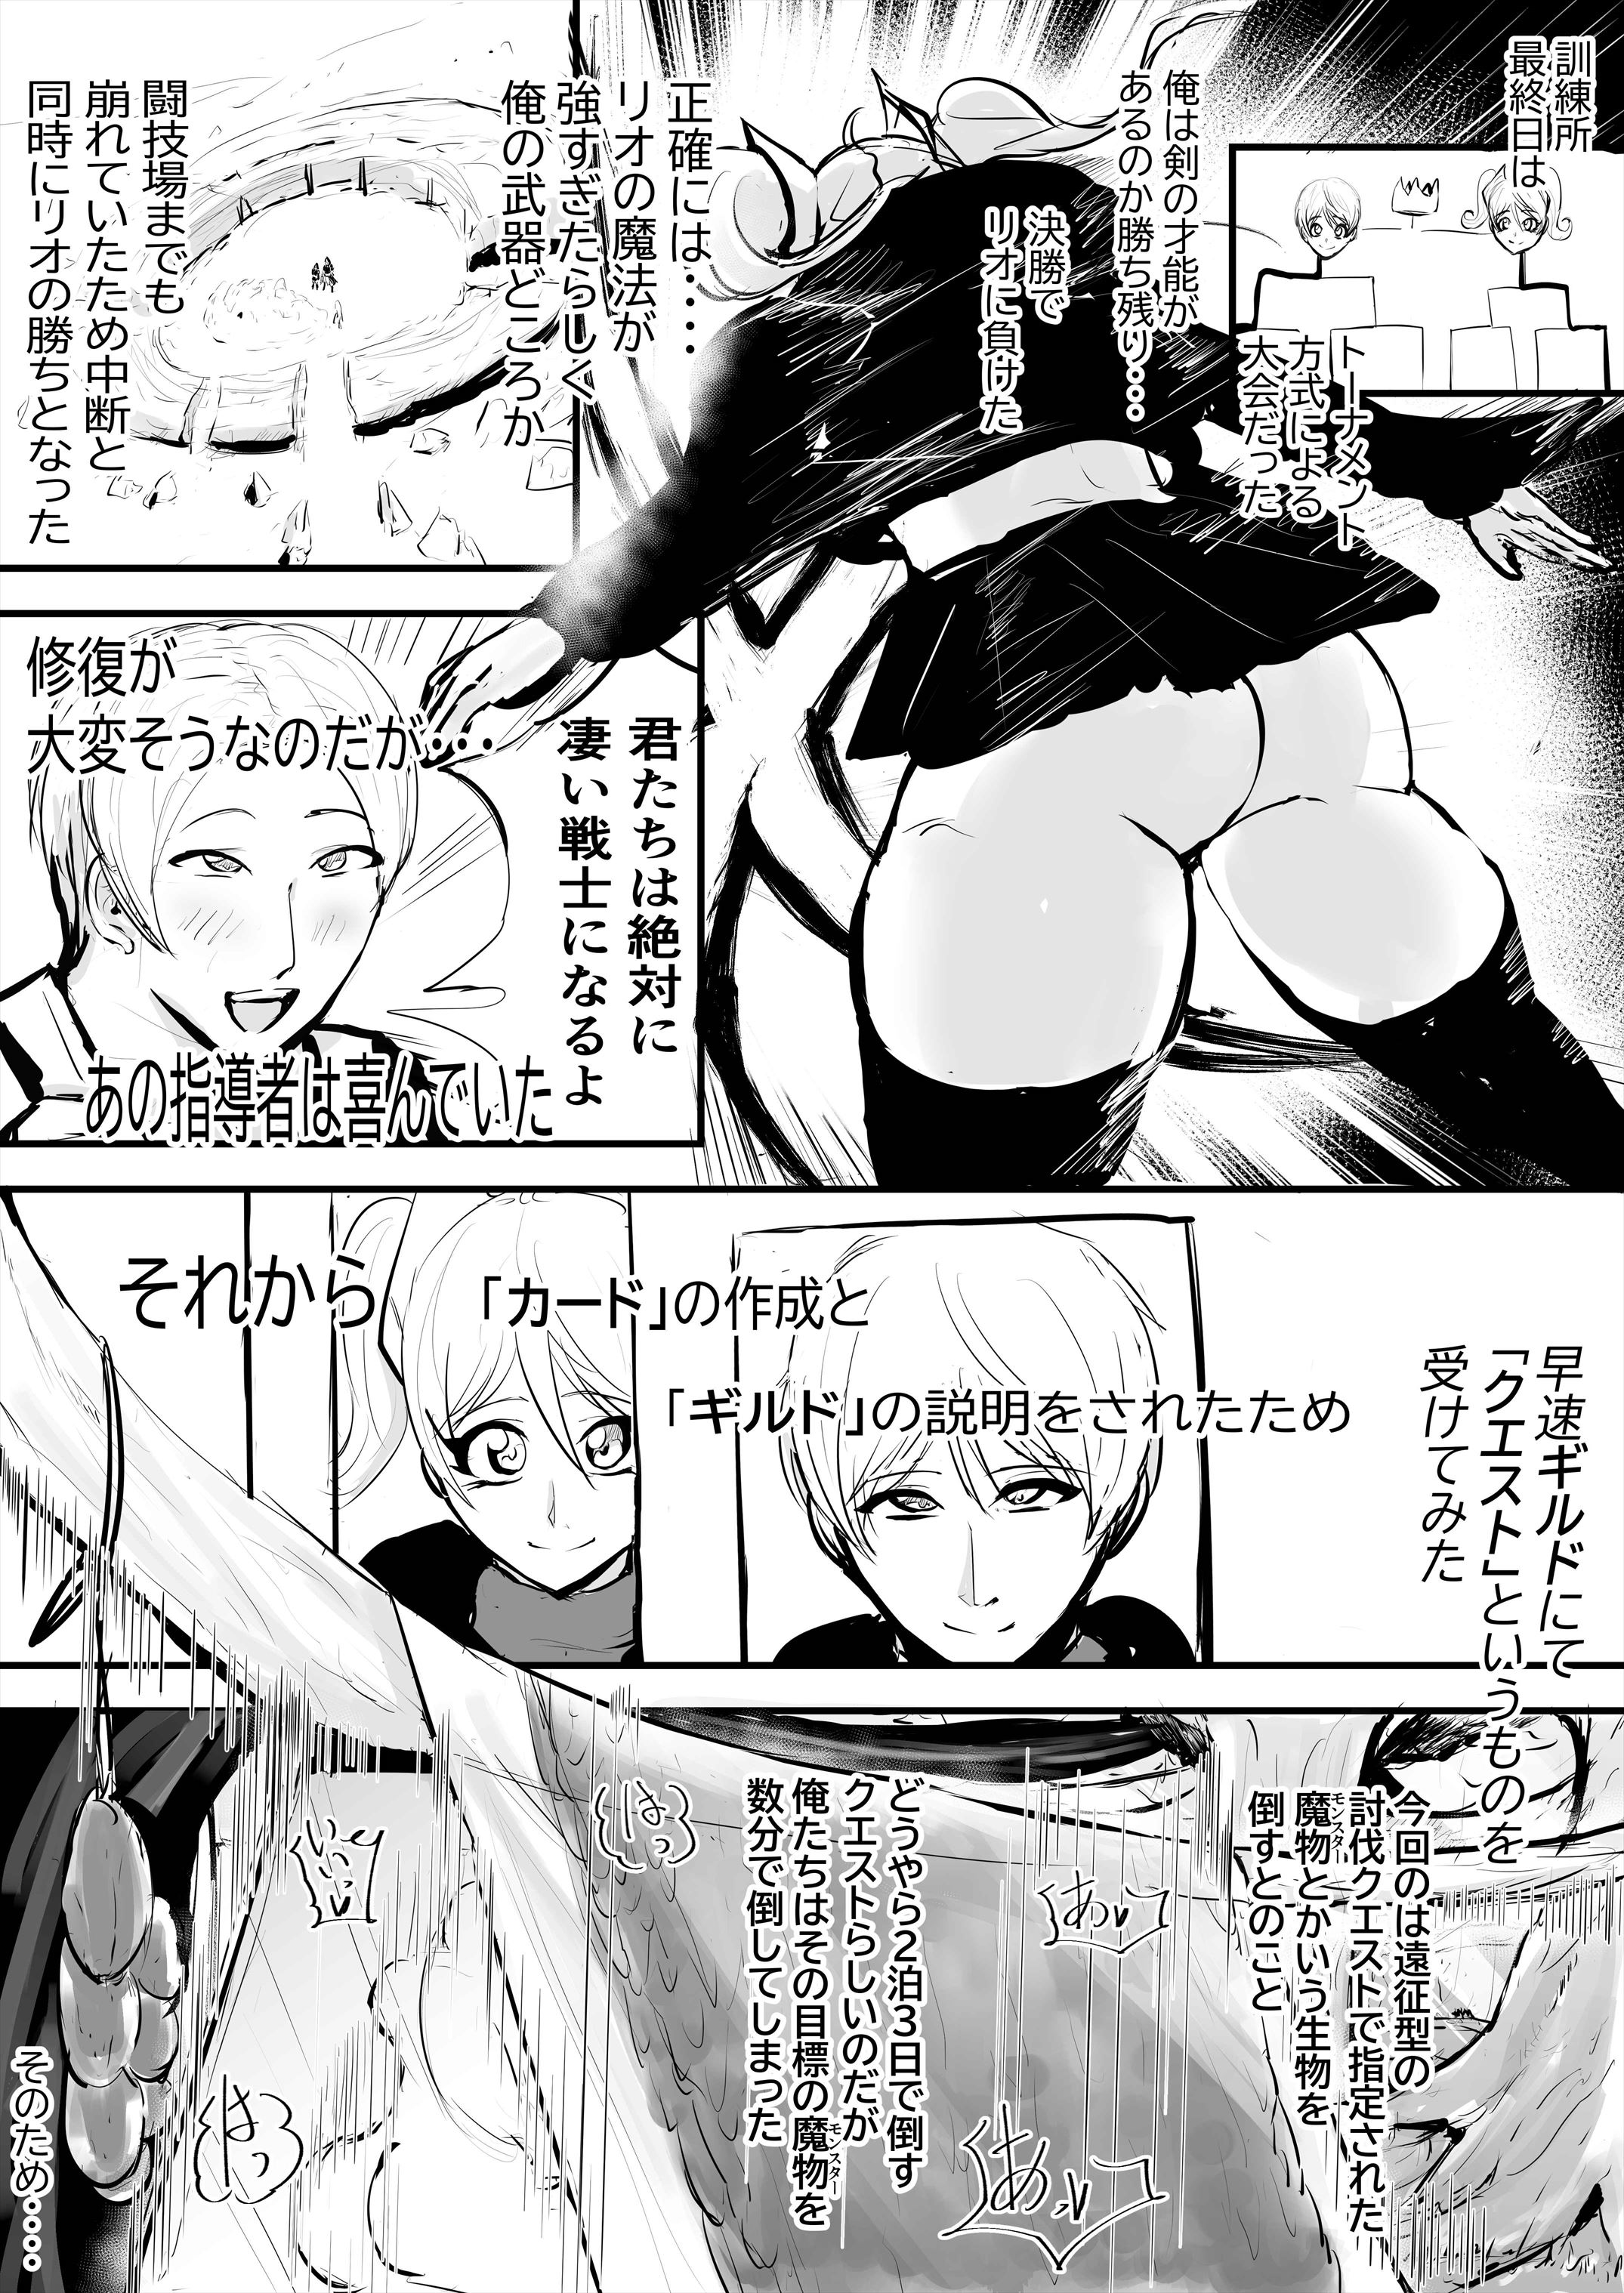 訓練所
最終日は
トーナメント
方式による
大会だった
俺は剣の才能が
あるのか勝ち残り‥‥
決勝で
リオに負けた
正確には‥‥
リオの魔法が
強すぎたらしく
俺の武器どころか
闘技場までも
崩れていたため中断と
同時にリオの勝ちとなった
修復が
大変そうなのだが‥‥
君たちは絶対に
凄い戦士になるよ
あの指導者は喜んでいた
それから
「カード」の作成と
「ギルド」の説明をされたため
早速ギルドにて
「クエスト」というものを
受けてみた
今回のは遠征型の
討伐クエストで指定された
魔物とかいう生物を
モンスター
倒すとのこと
どうやら2泊3日で倒す
クエストらしいのだが
俺たちはその目標の魔物を
モンスター
数分で倒してしまった
あっ
はっ
いいっ
あっ
はっ
そのため‥‥‥